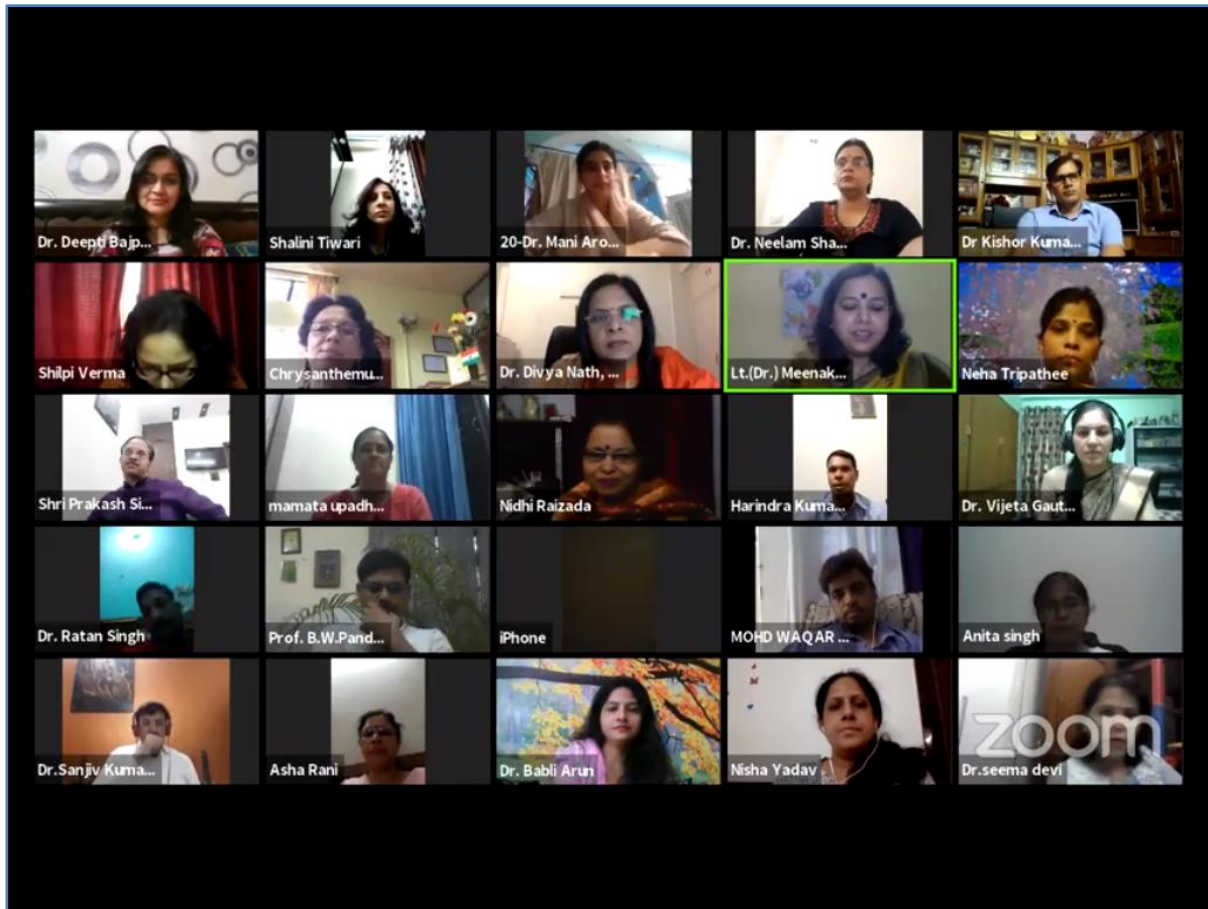 Dr. Deepti Bajp...
Shalini Tiwari
20-Dr. Mani Aro...
Dr. Neelam Sha...
Dr Kishor Kuma...
Shilpi Verma
Chrysanthemu...
Dr. Divya Nath, ...
Lt.(Dr.) Meenak...
Neha Tripathee
Shri Prakash Si...
mamata upadh...
Nidhi Raizada
Harindra Kuma...
Dr. Vijeta Gaut...
Dr. Ratan Singh
Prof. B.W.Pand...
iPhone
MOHD WAQAR ...
Anita singh
Dr.Sanjiv Kuma...
Asha Rani
Dr. Babli Arun
Nisha Yadav
zoom
Dr.seema devi